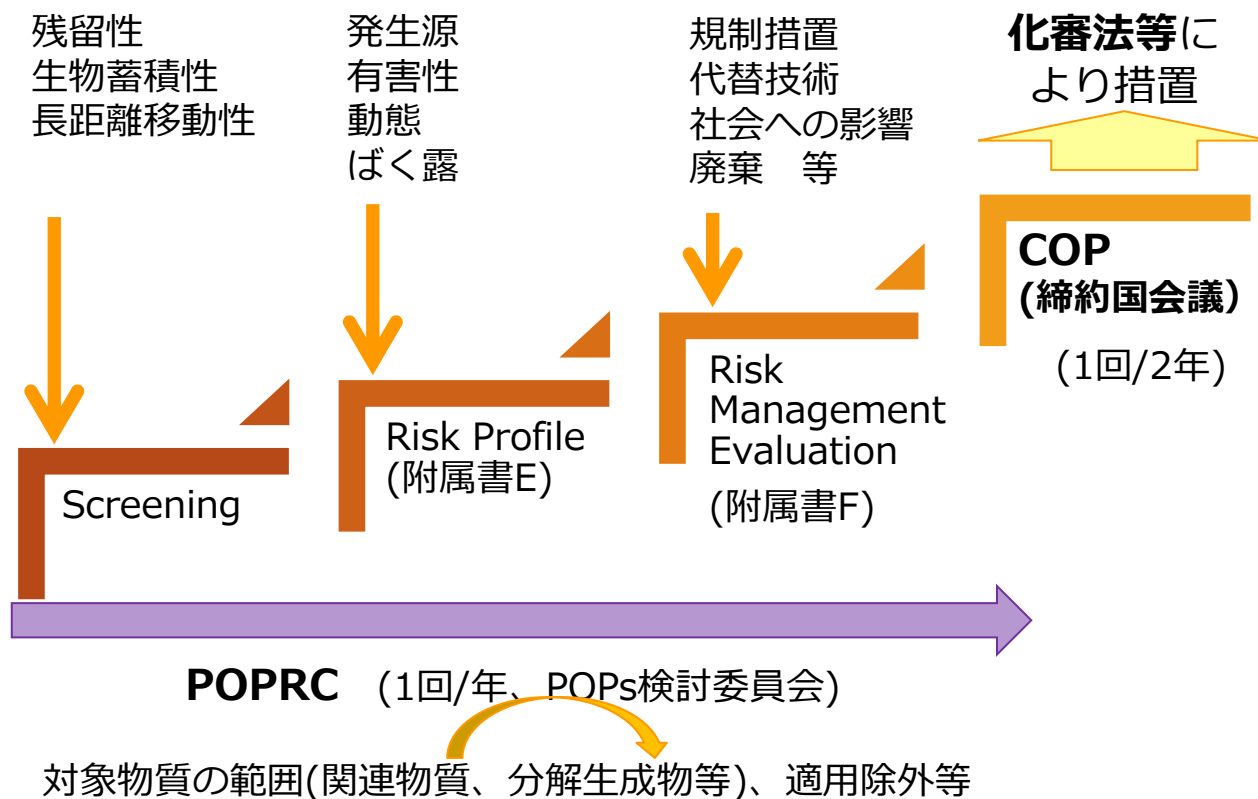 残留性
生物蓄積性
長距離移動性
発生源
有害性
動態
ばく露
規制措置
代替技術
社会への影響
廃棄　等
化審法等に
より措置
Screening
Risk Profile
(附属書E)
Risk
Management
Evaluation
(附属書F)
COP
(締約国会議）
(1回/2年)
POPRC　(1回/年、POPs検討委員会)
対象物質の範囲(関連物質、分解生成物等)、適用除外等